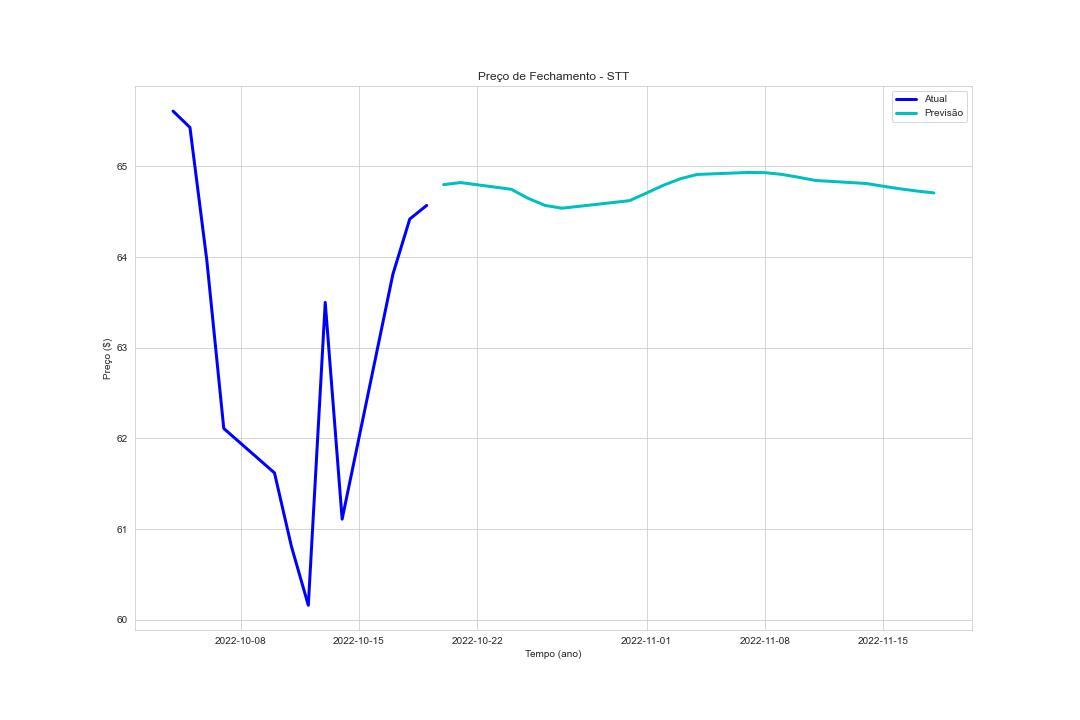 Preço de Fechamento - STT
Atual
Previsão
65
64
63
62
61
60
Preço ($)
2022-10-08
2022-10-15
2022-10-22
2022-11-01
2022-11-08
2022-11-15
Tempo (ano)